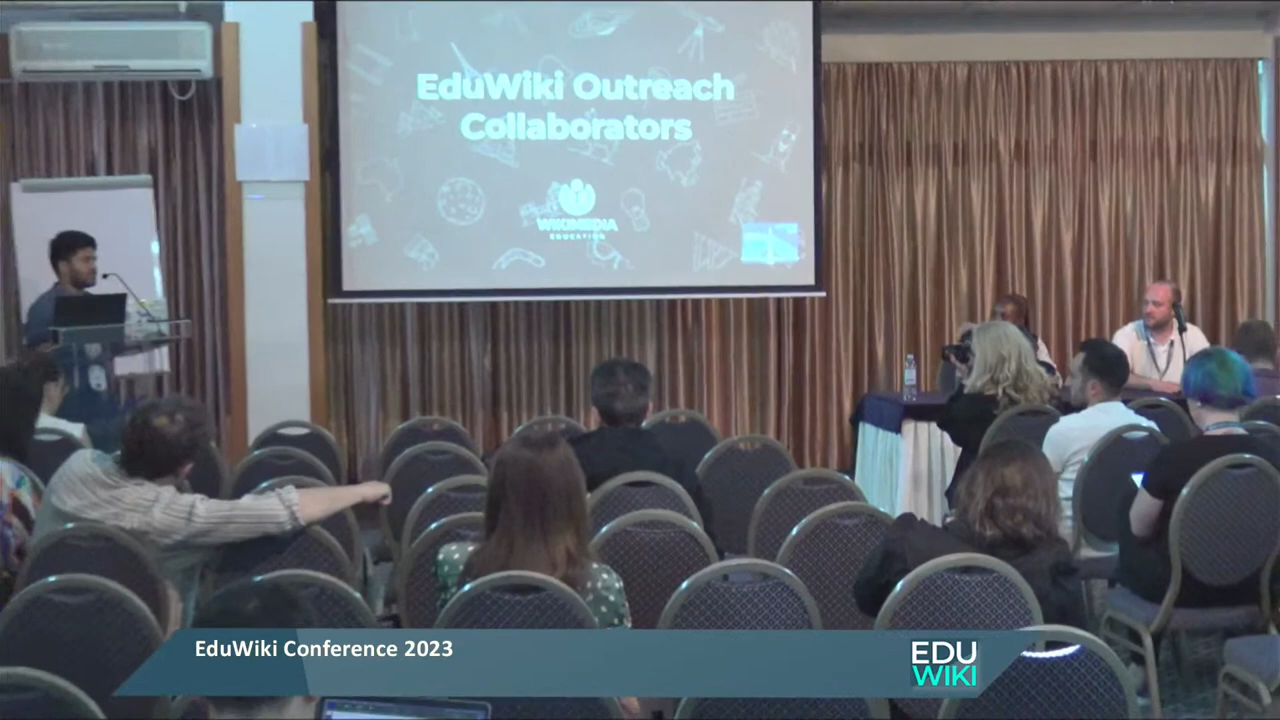 EduWiki Outreach
Collaborators
WIKIMEDIA
EDUCATION
EduWiki Conference 2023
EDU
WIKI